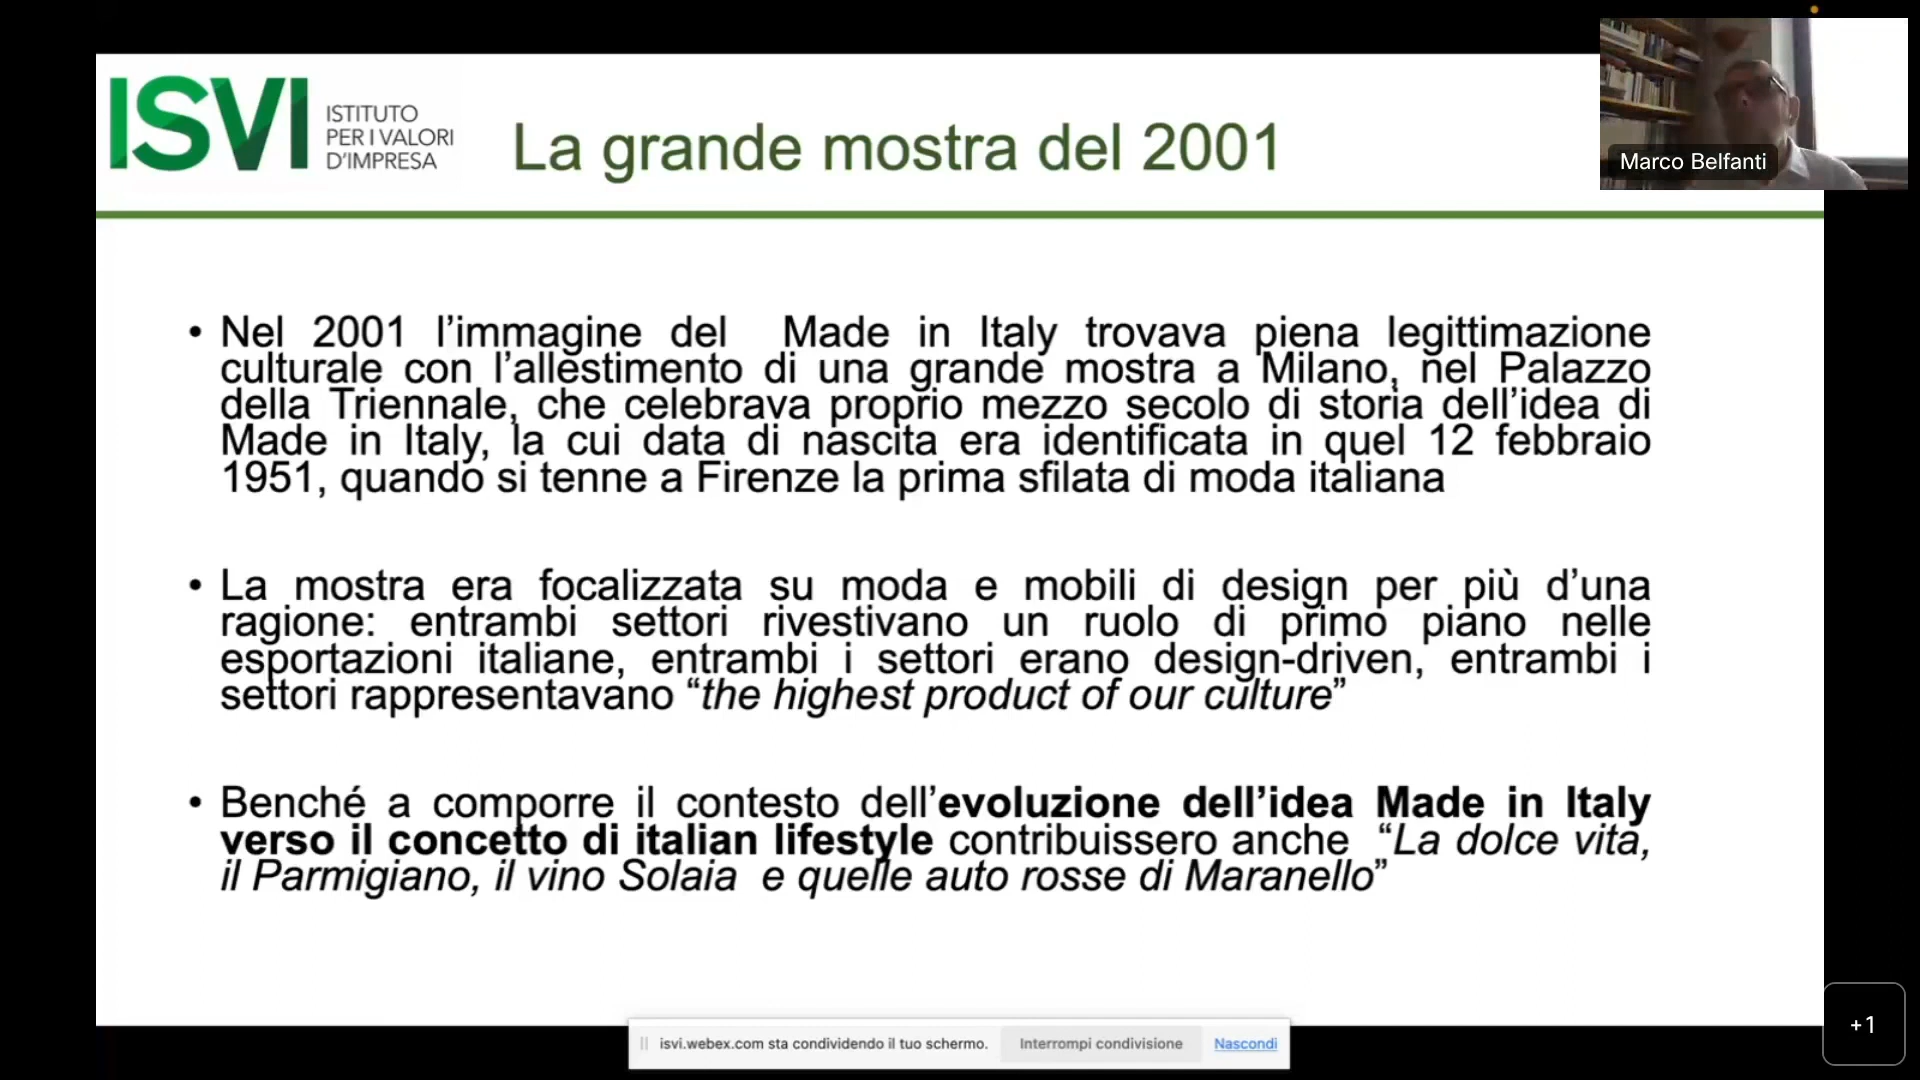 ISVI
ISTITUTO
PER I VALORI
D'IMPRESA
La grande mostra del 2001
Marco Belfanti
• Nel 2001 l’immagine del Made in Italy trovava piena legittimazione
culturale con l’allestimento di una grande mostra a Milano, nel Palazzo
della Triennale, che celebrava proprio mezzo secolo di storia dell’idea di
Made in Italy, la cui data di nascita era identificata in quel 12 febbraio
1951, quando si tenne a Firenze la prima sfilata di moda italiana
• La mostra era focalizzata su moda e mobili di design per più d’una
ragione: entrambi settori rivestivano un ruolo di primo piano nelle
esportazioni italiane, entrambi i settori erano design-driven, entrambi i
settori rappresentavano “the highest product of our culture”
• Benché a comporre il contesto dell’evoluzione dell’idea Made in Italy
verso il concetto di italian lifestyle contribuissero anche “La dolce vita,
il Parmigiano, il vino Solaia e quelle auto rosse di Maranello”
isvi.webex.com sta condividendo il tuo schermo. Interrompi condivisione Nascondi
+1